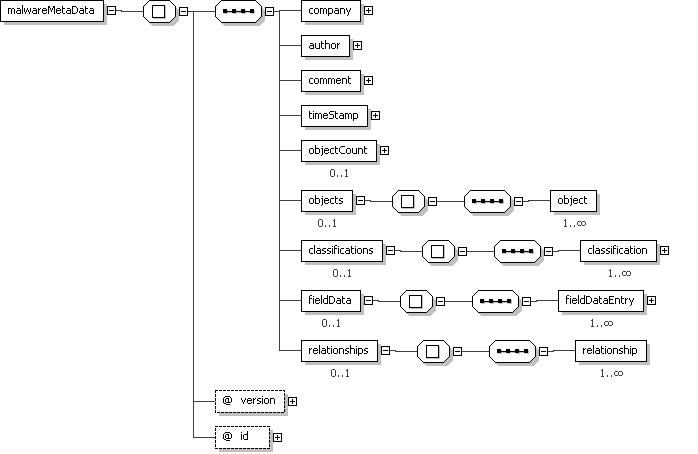 malwareMetaData
company
author
comment
timeStamp
objectCount
0..1
objects
object
0..1
1..∞
classifications
classification
0..1
1..∞
fieldData
fieldDataEntry
0..1
1..∞
relationships
relationship
0..1
1..∞
@ version
@ id